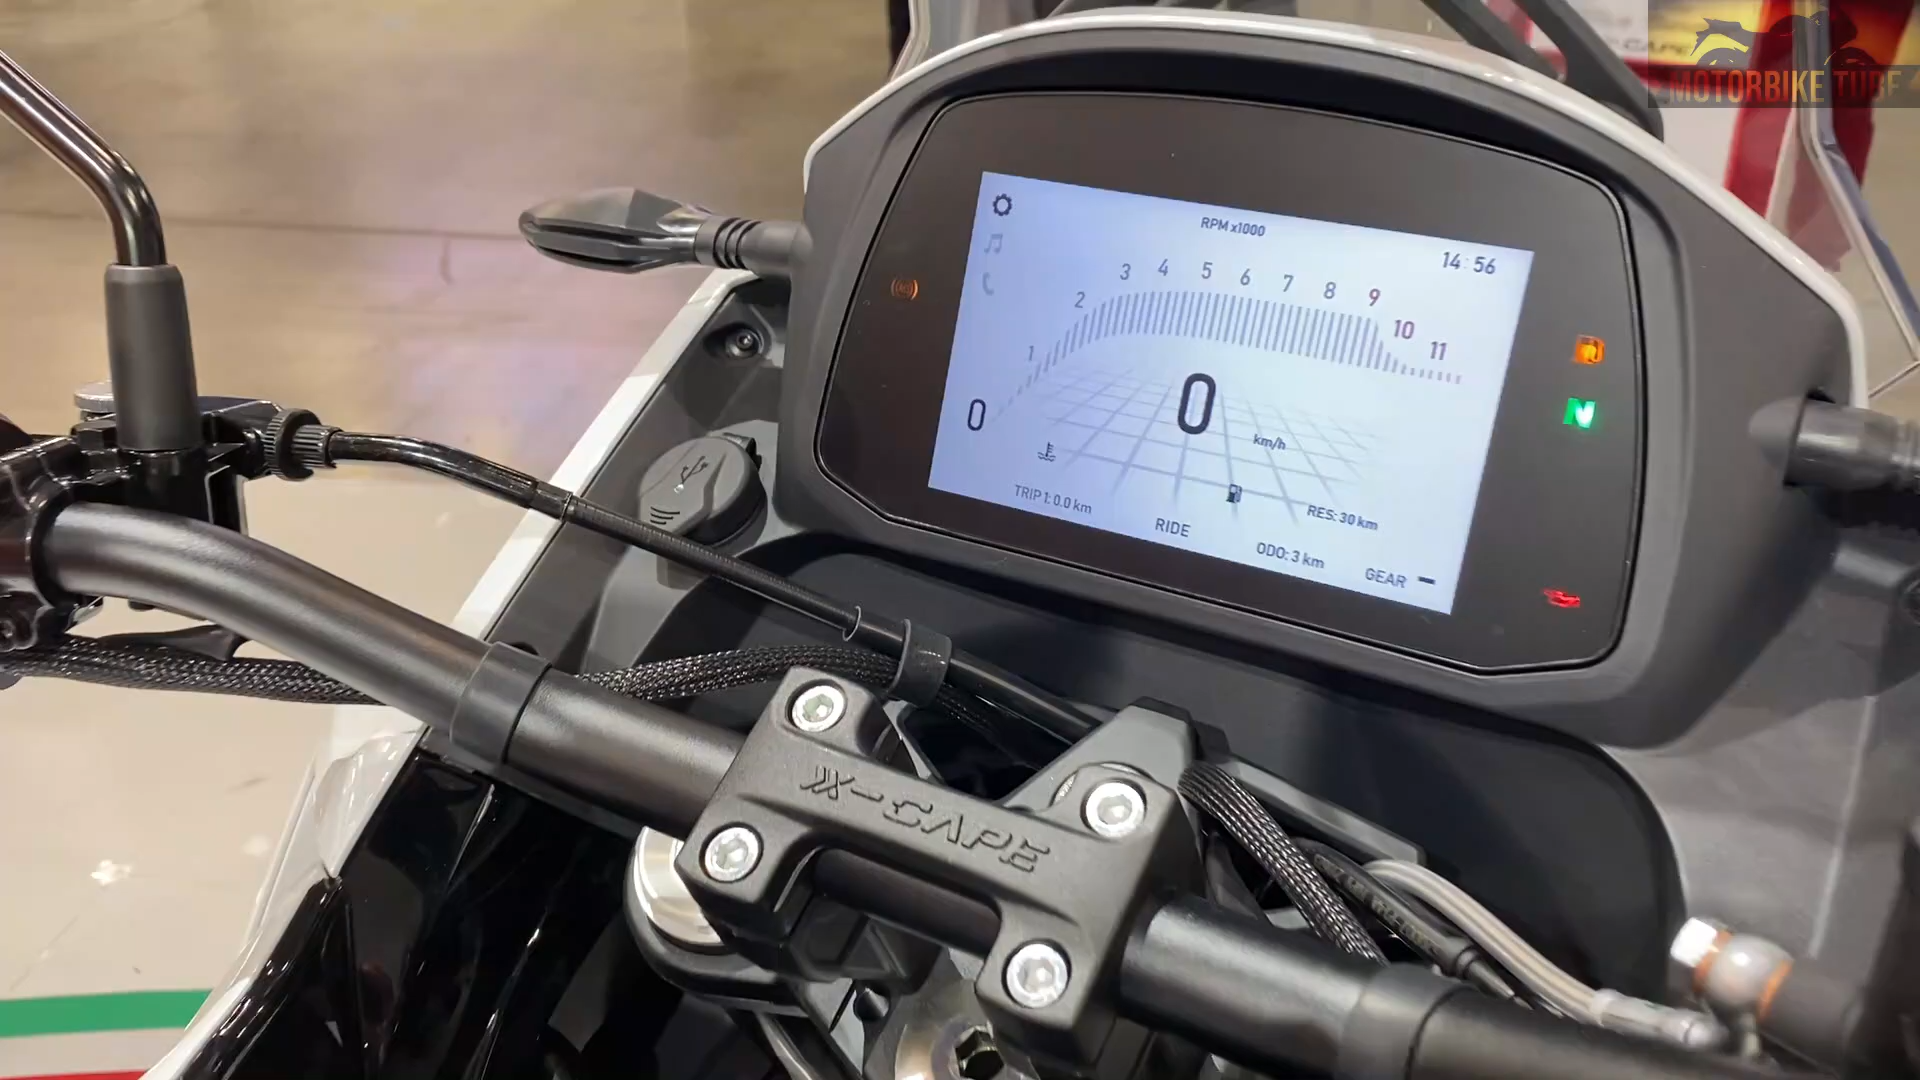 MOTORBIKE TUBE
RPM x1000
14:56
0 1 2 3 4 5 6 7 8 9 10 11
ABS
0
km/h
N
TRIP 1: 0.0 km
RES: 30 km
RIDE
ODO: 3 km
GEAR -
X-CAPE